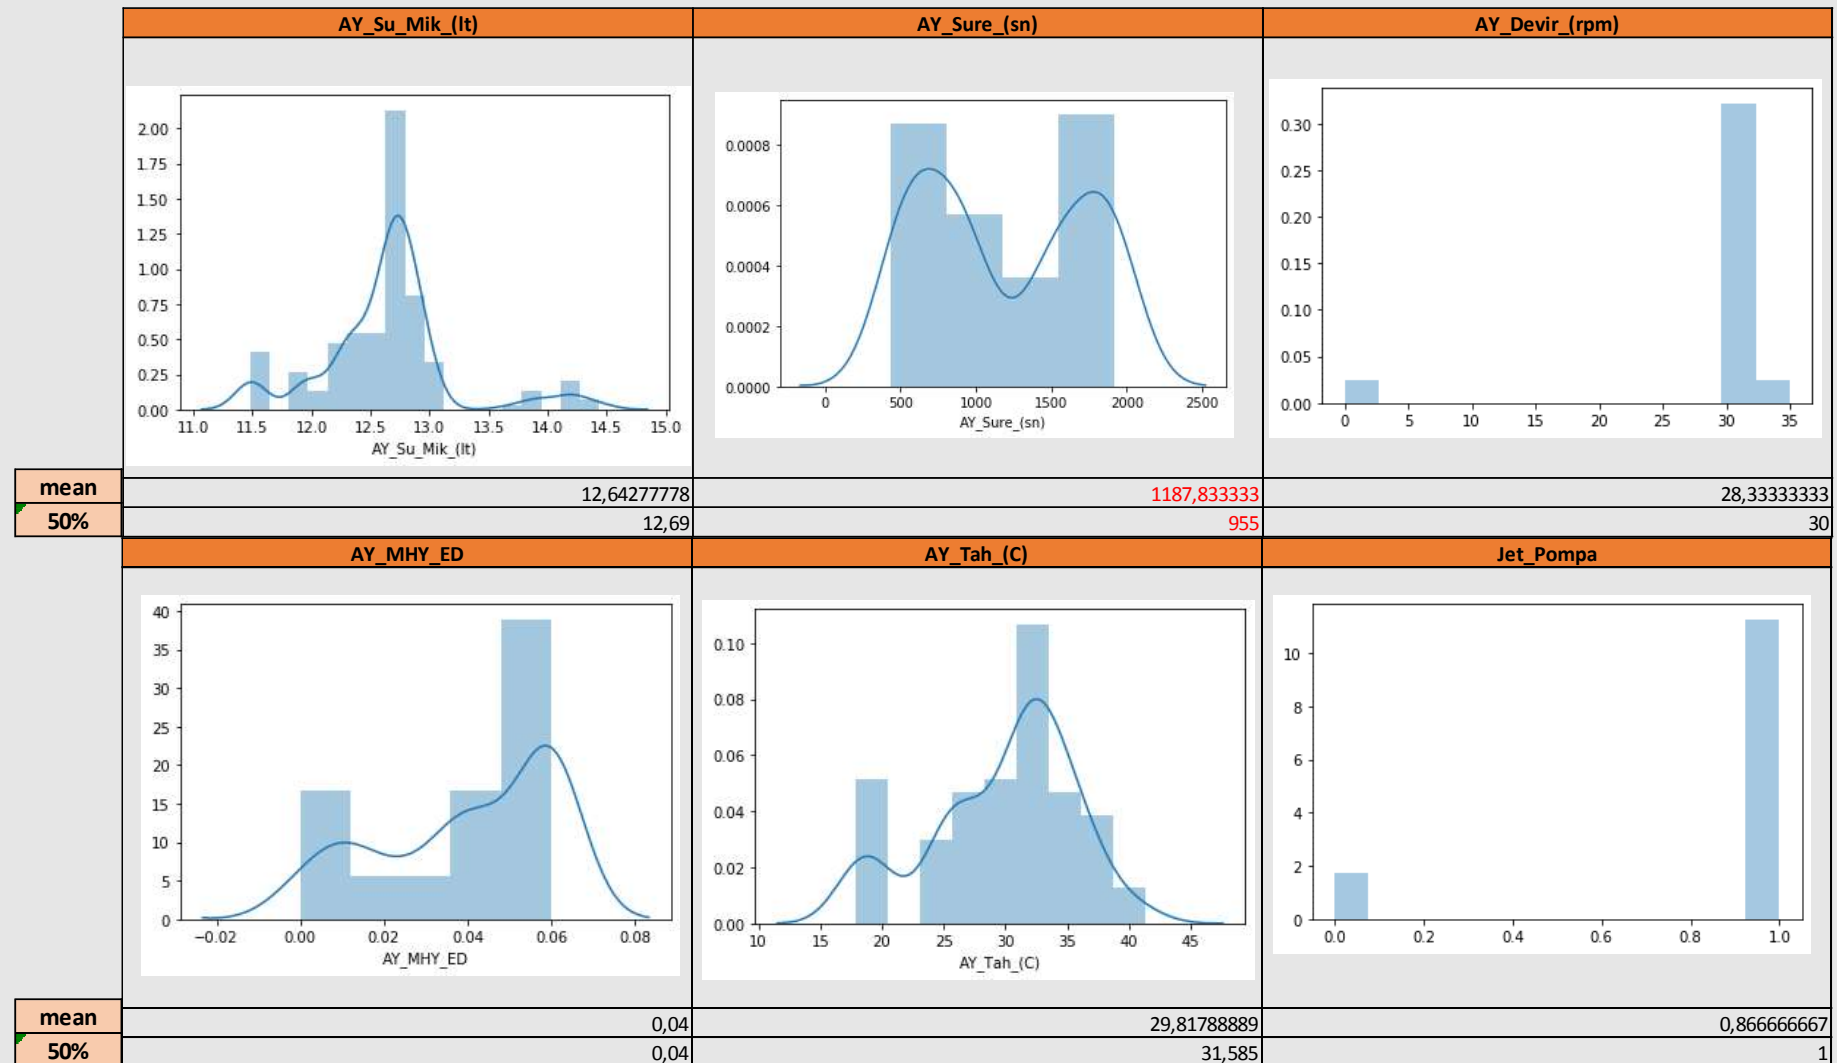 AY_Su_Mik_(lt) AY_Sure_(sn) AY_Devir_(rpm)
2.00
1.75
1.50
1.25
1.00
0.75
0.50
0.25
0.00
11.0 11.5 12.0 12.5 13.0 13.5 14.0 14.5 15.0
AY_Su_Mik_(lt)
0.0008
0.0006
0.0004
0.0002
0.0000
0 500 1000 1500 2000 2500
AY_Sure_(sn)
0.30
0.25
0.20
0.15
0.10
0.05
0.00
0 5 10 15 20 25 30 35
mean 12,64277778 1187,833333 28,33333333
50% 12,69 955 30
AY_MHY_ED AY_Tah_(C) Jet_Pompa
40
35
30
25
20
15
10
5
0
−0.02 0.00 0.02 0.04 0.06 0.08
AY_MHY_ED
0.10
0.08
0.06
0.04
0.02
0.00
10 15 20 25 30 35 40 45
AY_Tah_(C)
10
8
6
4
2
0
0.0 0.2 0.4 0.6 0.8 1.0
mean 0,04 29,81788889 0,866666667
50% 0,04 31,585 1